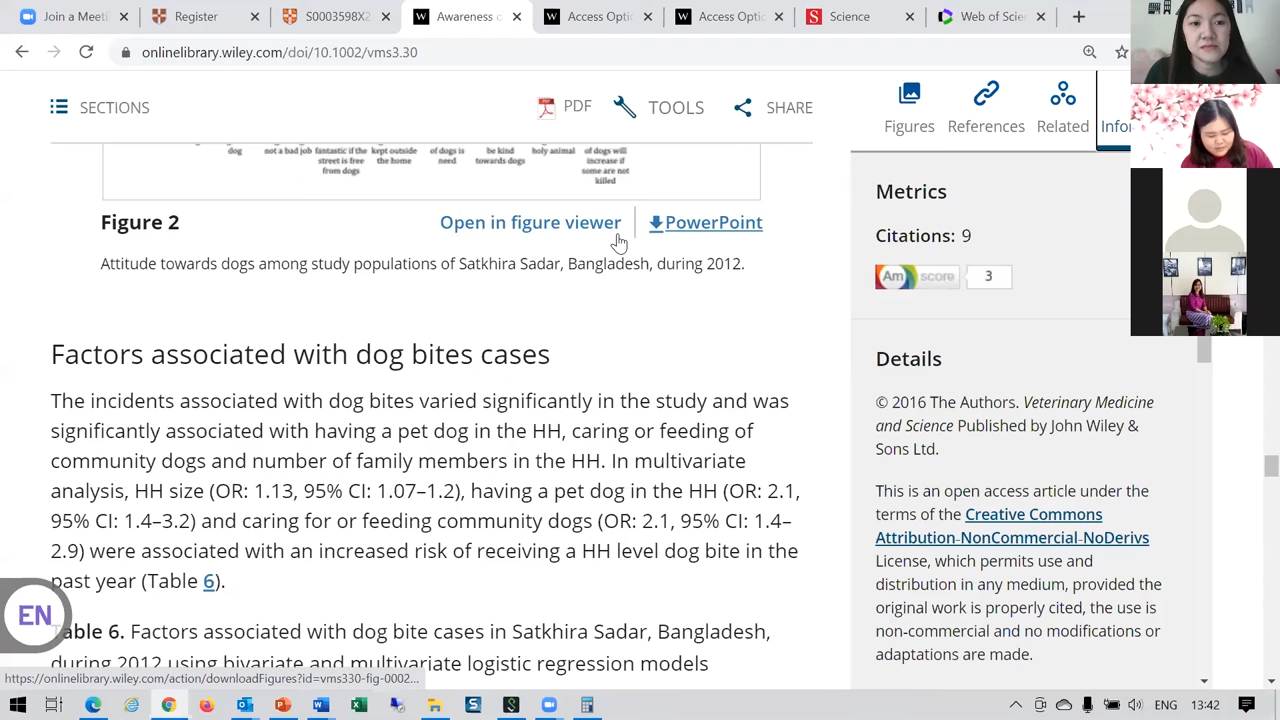 Join a Meeti
Register
S0003598X2
Awareness o
Access Optic
Access Optic
Science
Web of Scien
onlinelibrary.wiley.com/doi/10.1002/vms3.30
SECTIONS
PDF
TOOLS
SHARE
Figures
References
Related
Infor
dog
not a bad job
fantastic if the
street is free
from dogs
kept outside
the home
of dogs is
need
be kind
towards dogs
holy animal
of dogs will
increase if
some are not
killed
Figure 2
Open in figure viewer
PowerPoint
Attitude towards dogs among study populations of Satkhira Sadar, Bangladesh, during 2012.
Factors associated with dog bites cases
The incidents associated with dog bites varied significantly in the study and was
significantly associated with having a pet dog in the HH, caring or feeding of
community dogs and number of family members in the HH. In multivariate
analysis, HH size (OR: 1.13, 95% CI: 1.07–1.2), having a pet dog in the HH (OR: 2.1,
95% CI: 1.4–3.2) and caring for or feeding community dogs (OR: 2.1, 95% CI: 1.4–
2.9) were associated with an increased risk of receiving a HH level dog bite in the
past year (Table 6).
Table 6. Factors associated with dog bite cases in Satkhira Sadar, Bangladesh,
during 2012 using bivariate and multivariate logistic regression models
Metrics
Citations: 9
Am score 3
Details
© 2016 The Authors. Veterinary Medicine
and Science Published by John Wiley &
Sons Ltd.
This is an open access article under the
terms of the Creative Commons
Attribution-NonCommercial-NoDerivs
License, which permits use and
distribution in any medium, provided the
original work is properly cited, the use is
non-commercial and no modifications or
adaptations are made.
EN
https://onlinelibrary.wiley.com/action/downloadFigures?id=vms330-fig-0002...
ENG
13:42